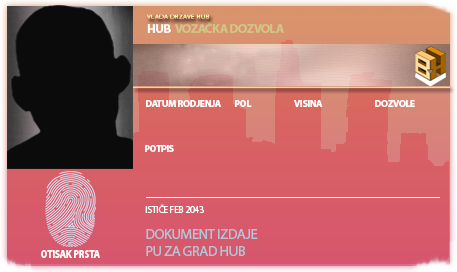 VLADA DRZAVE HUB
HUB VOZAČKA DOZVOLA
DATUM RODJENJA POL VISINA DOZVOLE
POTPIS
ISTIČE FEB 2043
DOKUMENT IZDAJE
PU ZA GRAD HUB
OTISAK PRSTA